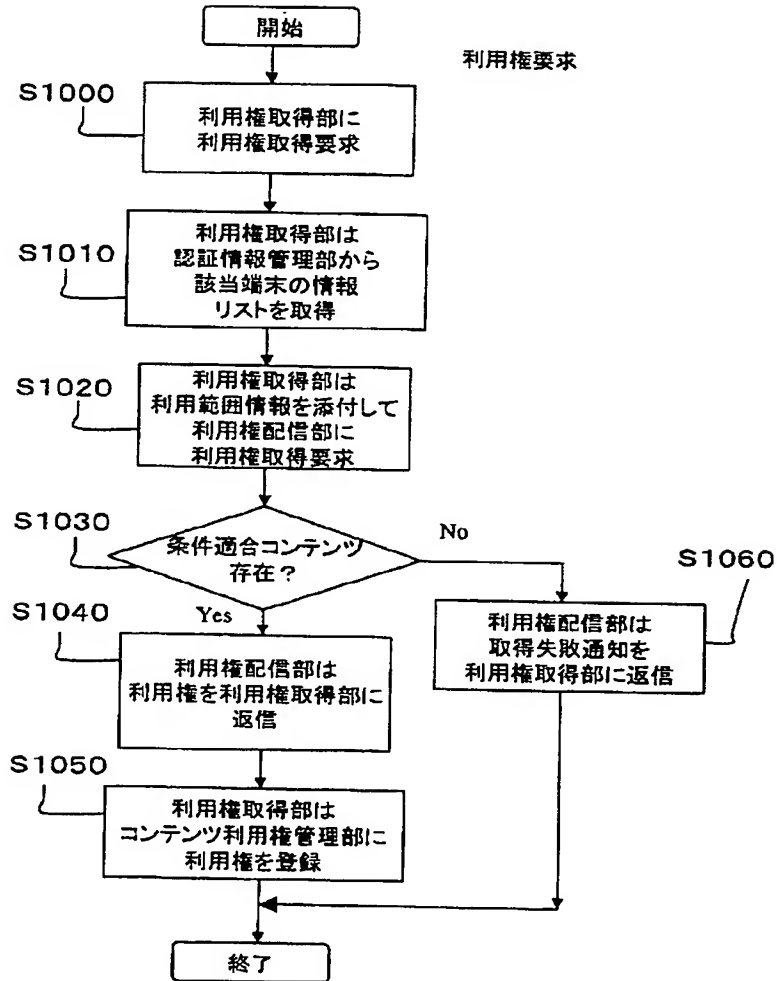 開始
利用権要求
S1000
利用権取得部に
利用権取得要求
S1010
利用権取得部は
認証情報管理部から
該当端末の情報
リストを取得
S1020
利用権取得部は
利用範囲情報を添付して
利用権配信部に
利用権取得要求
S1030
条件適合コンテンツ
存在？
No
Yes
S1060
利用権配信部は
取得失敗通知を
利用権取得部に返信
S1040
利用権配信部は
利用権を利用権取得部に
返信
S1050
利用権取得部は
コンテンツ利用権管理部に
利用権を登録
終了